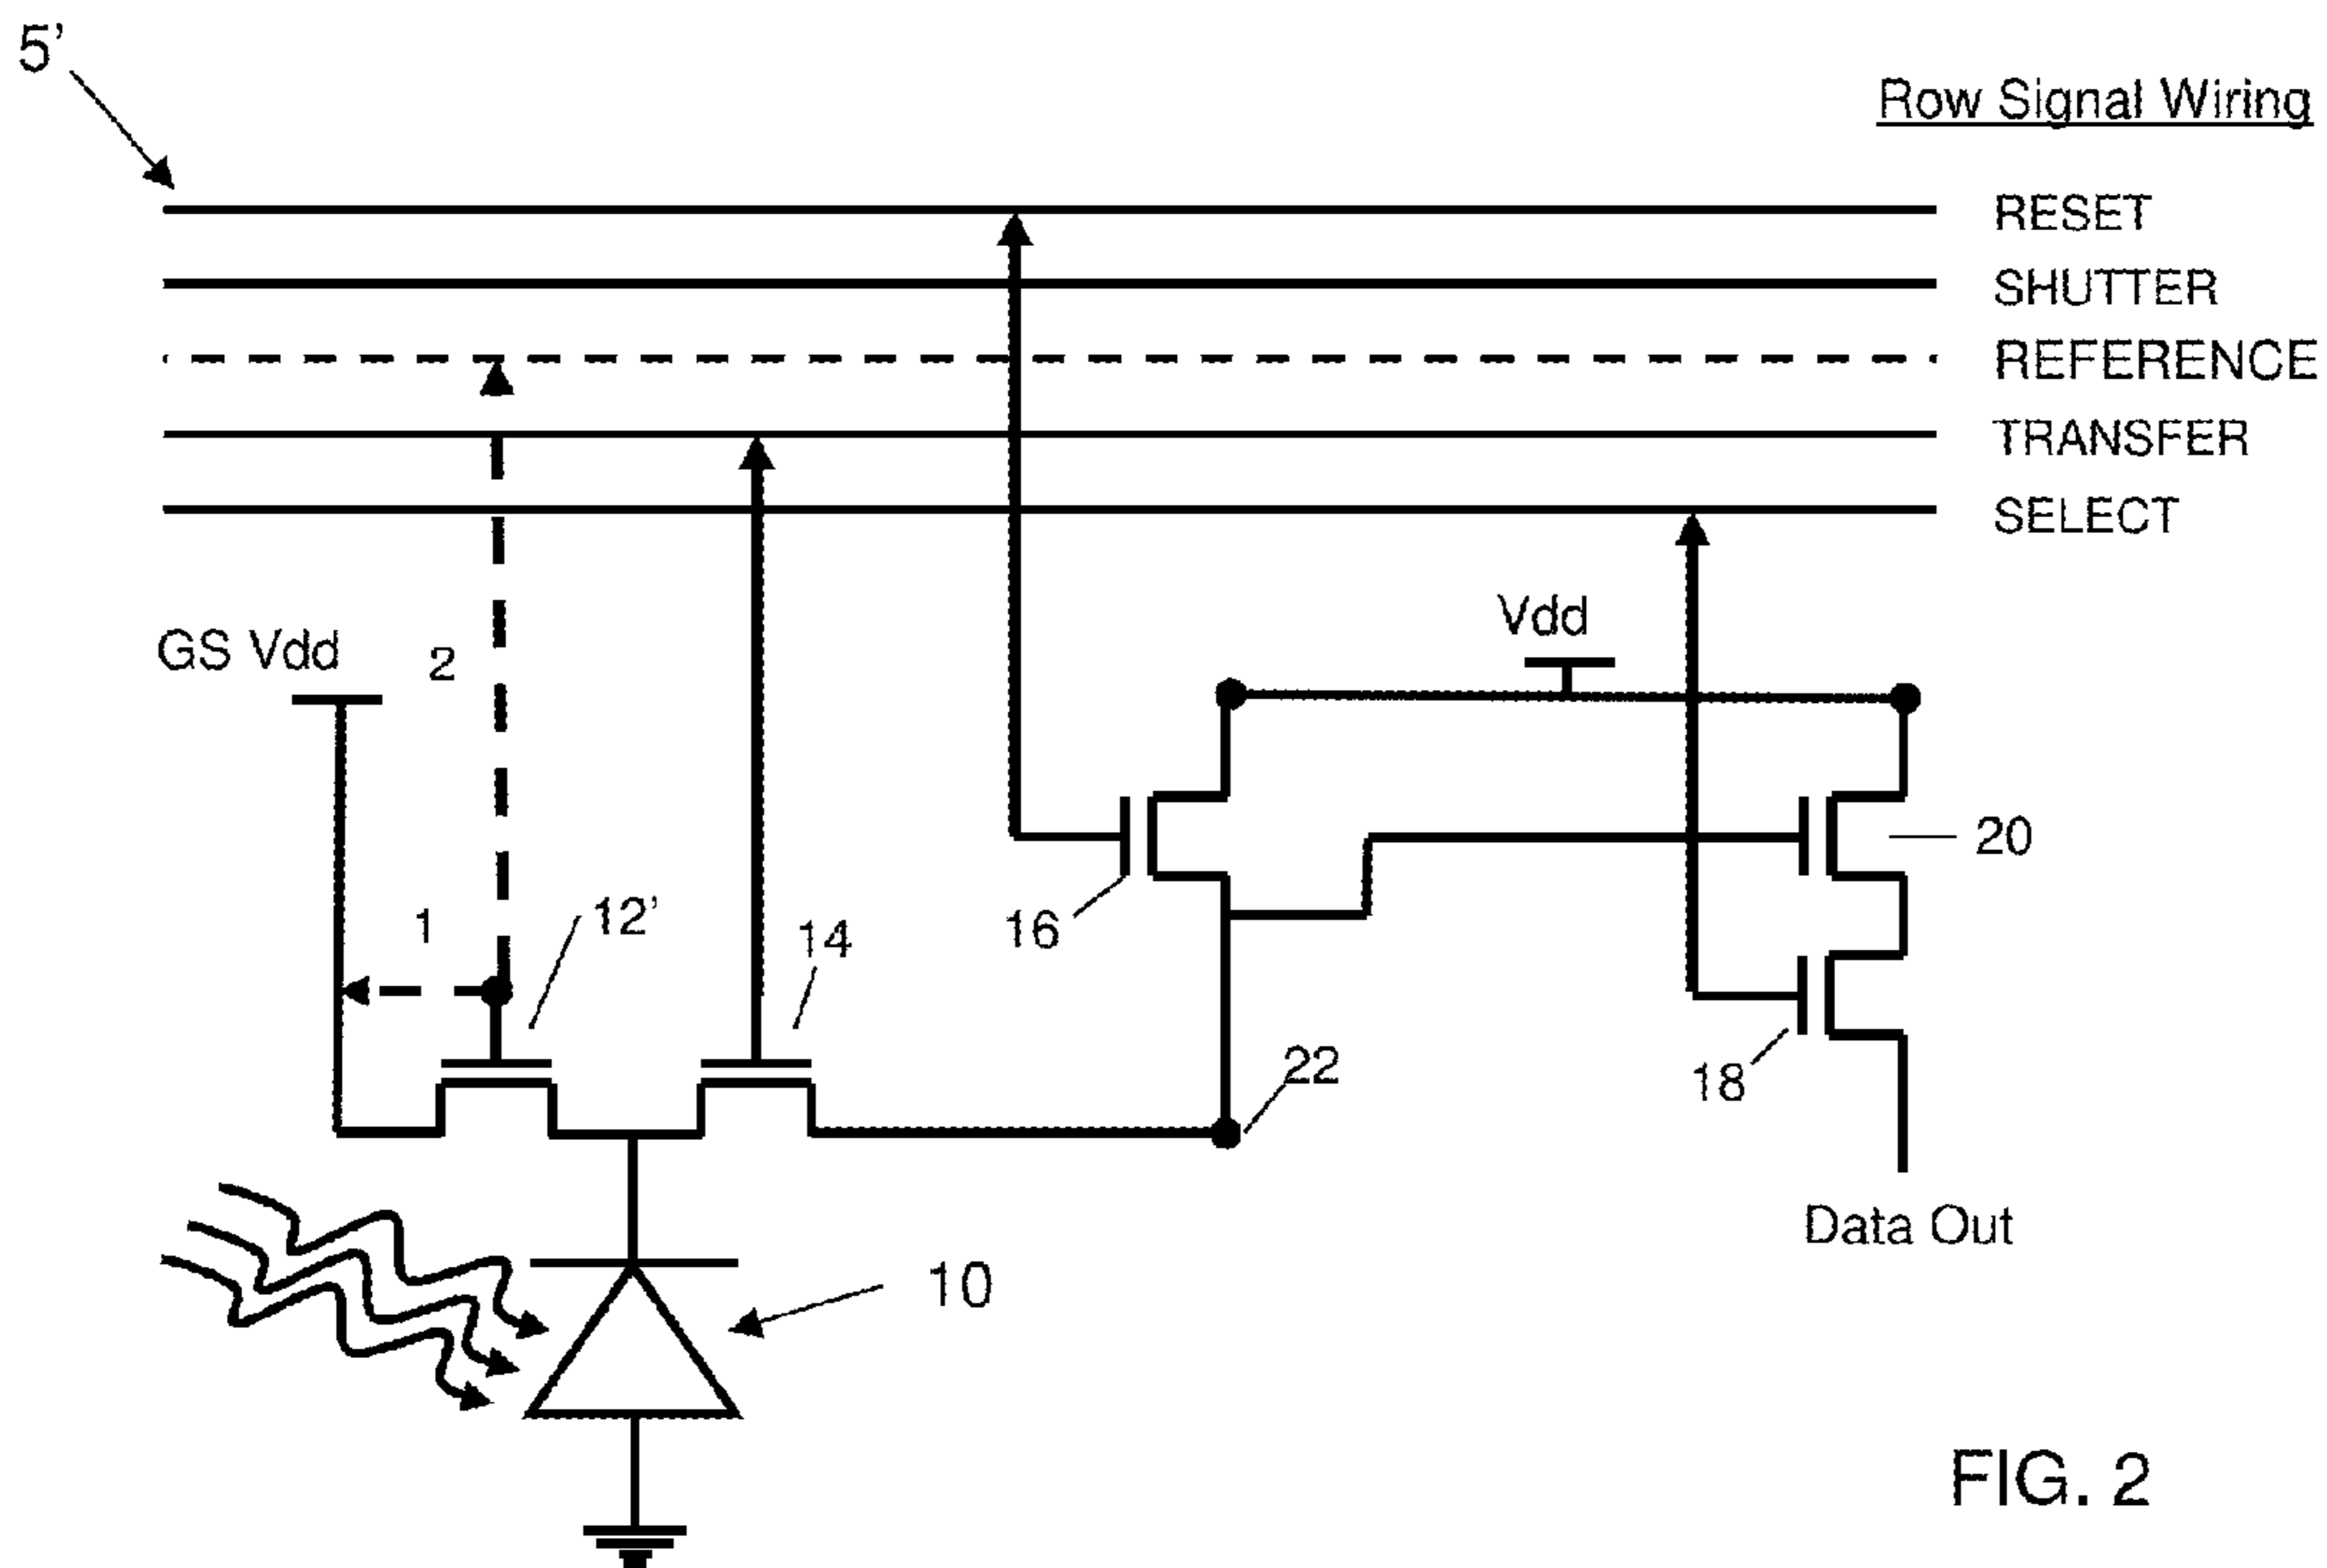 5’
Row Signal Wiring
RESET
SHUTTER
REFERENCE
TRANSFER
SELECT
Vdd
GS Vdd
2
20
1
12’
14
16
22
18
Data Out
10
FIG. 2